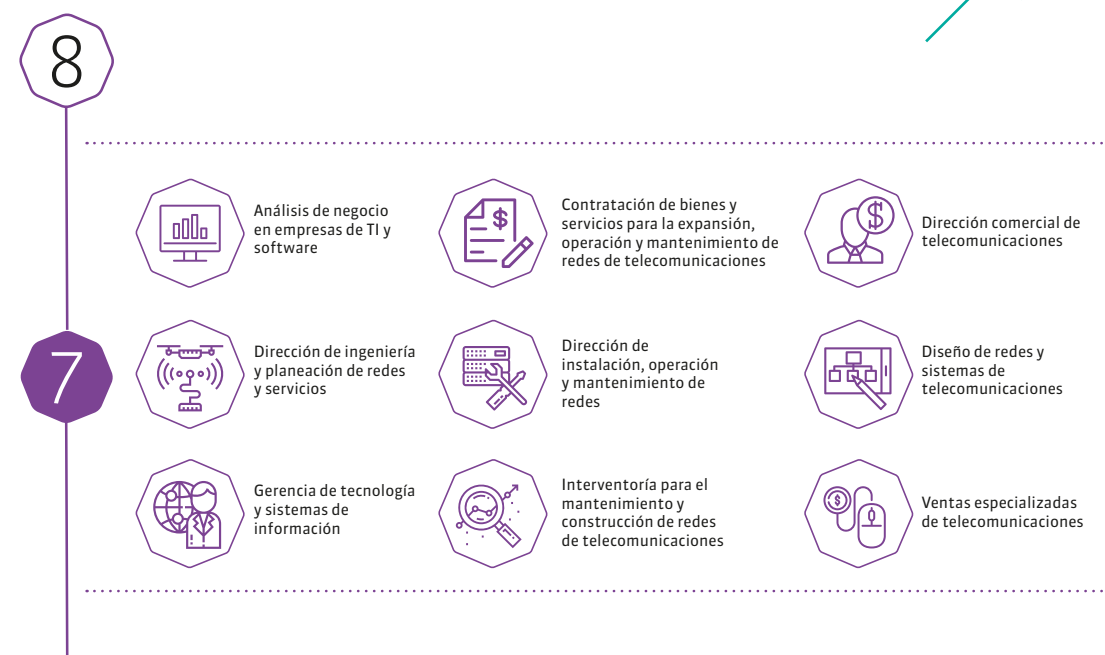 8
Análisis de negocio
en empresas de TI y
software
Contratación de bienes y
servicios para la expansión,
operación y mantenimiento de
redes de telecomunicaciones
Dirección comercial de
telecomunicaciones
7
Dirección de ingeniería
y planeación de redes
y servicios
Dirección de
instalación, operación
y mantenimiento de
redes
Diseño de redes y
sistemas de
telecomunicaciones
Gerencia de tecnología
y sistemas de
información
Interventoría para el
mantenimiento y
construcción de redes
de telecomunicaciones
Ventas especializadas
de telecomunicaciones